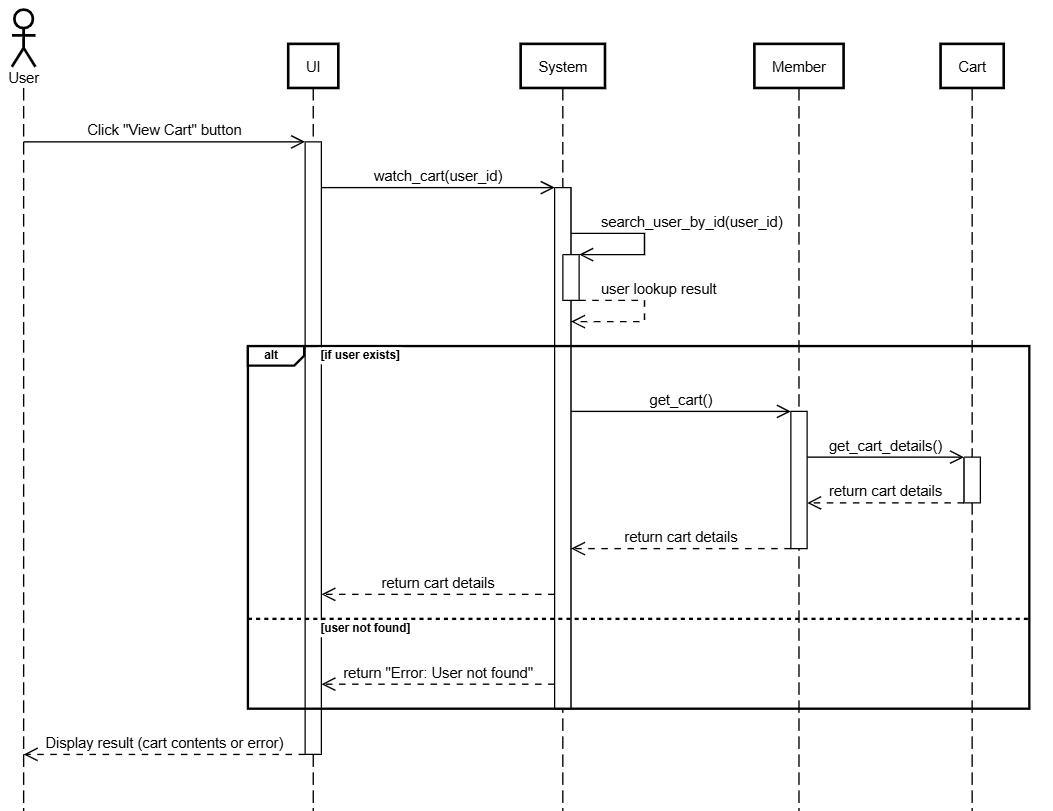 User
UI
System
Member
Cart
Click "View Cart" button
watch_cart(user_id)
search_user_by_id(user_id)
user lookup result
alt
[if user exists]
get_cart()
get_cart_details()
return cart details
return cart details
return cart details
[user not found]
return "Error: User not found"
Display result (cart contents or error)